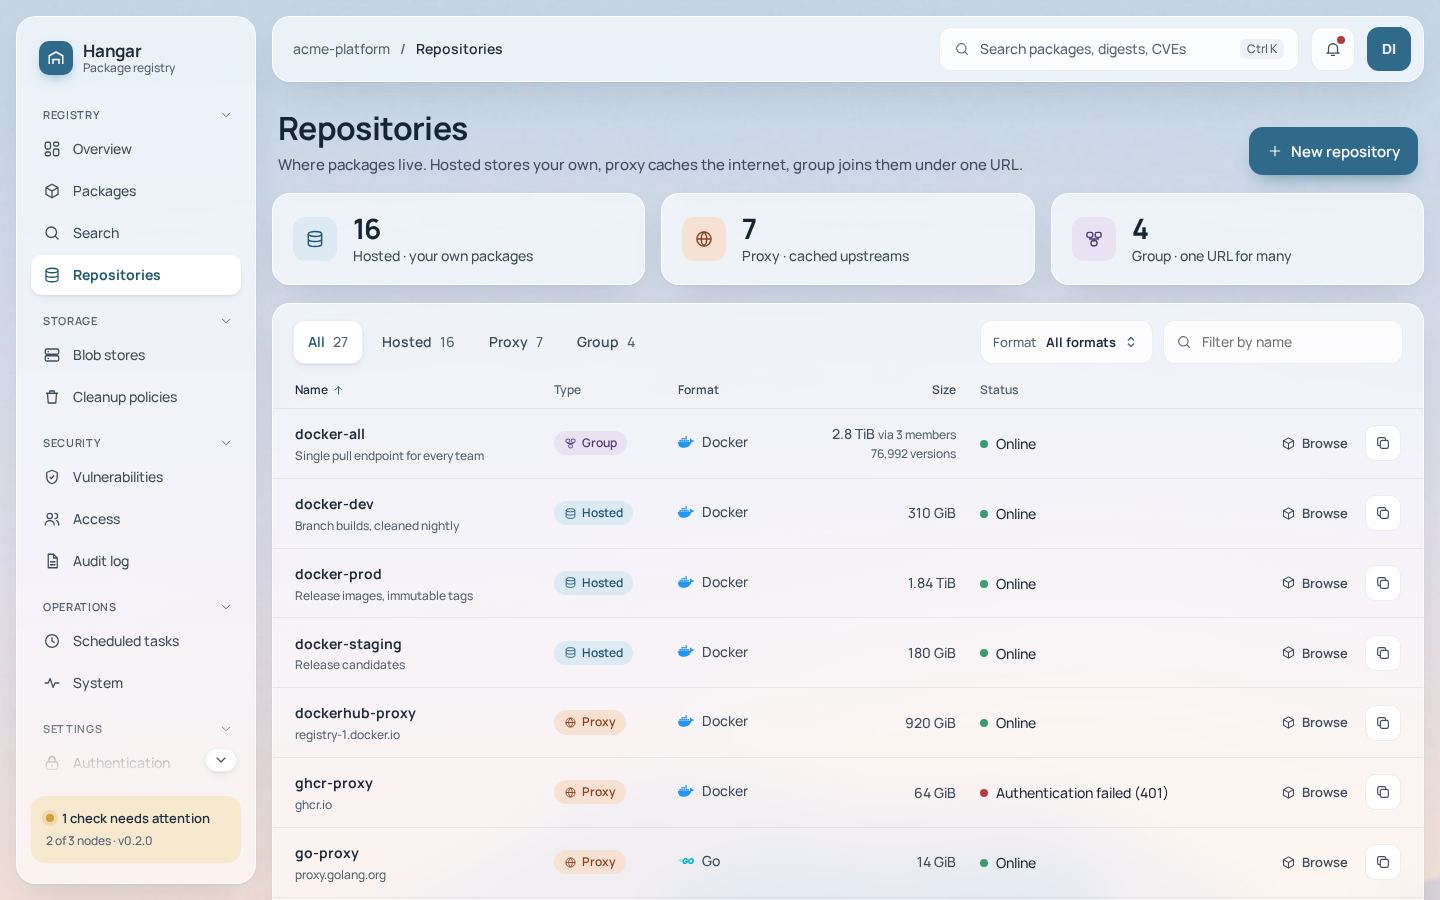 Hangar
Package registry
REGISTRY
Overview
Packages
Search
Repositories
STORAGE
Blob stores
Cleanup policies
SECURITY
Vulnerabilities
Access
Audit log
OPERATIONS
Scheduled tasks
System
SETTINGS
Authentication
1 check needs attention
2 of 3 nodes · v0.2.0
acme-platform / Repositories
Search packages, digests, CVEs Ctrl K
DI
Repositories
Where packages live. Hosted stores your own, proxy caches the internet, group joins them under one URL.
New repository
16
Hosted · your own packages
7
Proxy · cached upstreams
4
Group · one URL for many
All 27 Hosted 16 Proxy 7 Group 4
Format All formats
Filter by name
Name Type Format Size Status
docker-all
Single pull endpoint for every team
Group
Docker
2.8 TiB via 3 members
76,992 versions
Online
Browse
docker-dev
Branch builds, cleaned nightly
Hosted
Docker
310 GiB
Online
Browse
docker-prod
Release images, immutable tags
Hosted
Docker
1.84 TiB
Online
Browse
docker-staging
Release candidates
Hosted
Docker
180 GiB
Online
Browse
dockerhub-proxy
registry-1.docker.io
Proxy
Docker
920 GiB
Online
Browse
ghcr-proxy
ghcr.io
Proxy
Docker
64 GiB
Authentication failed (401)
Browse
go-proxy
proxy.golang.org
Proxy
GO
Go
14 GiB
Online
Browse